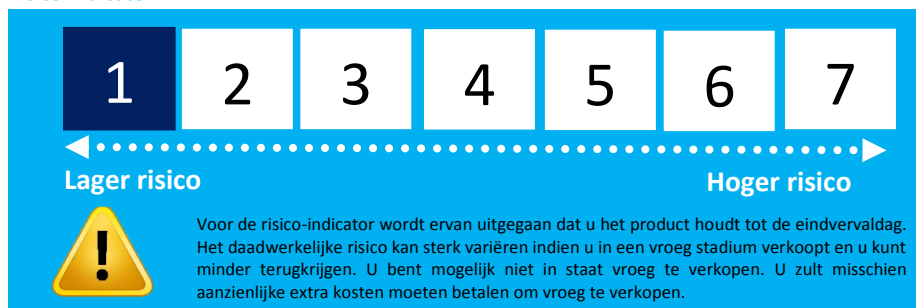 1 2 3 4 5 6 7
Lager risico Hoger risico
Voor de risico-indicator wordt ervan uitgegaan dat u het product houdt tot de eindvervaldag.
Het daadwerkelijke risico kan sterk variëren indien u in een vroeg stadium verkoopt en u kunt
minder terugkrijgen. U bent mogelijk niet in staat vroeg te verkopen. U zult misschien
aanzienlijke extra kosten moeten betalen om vroeg te verkopen.